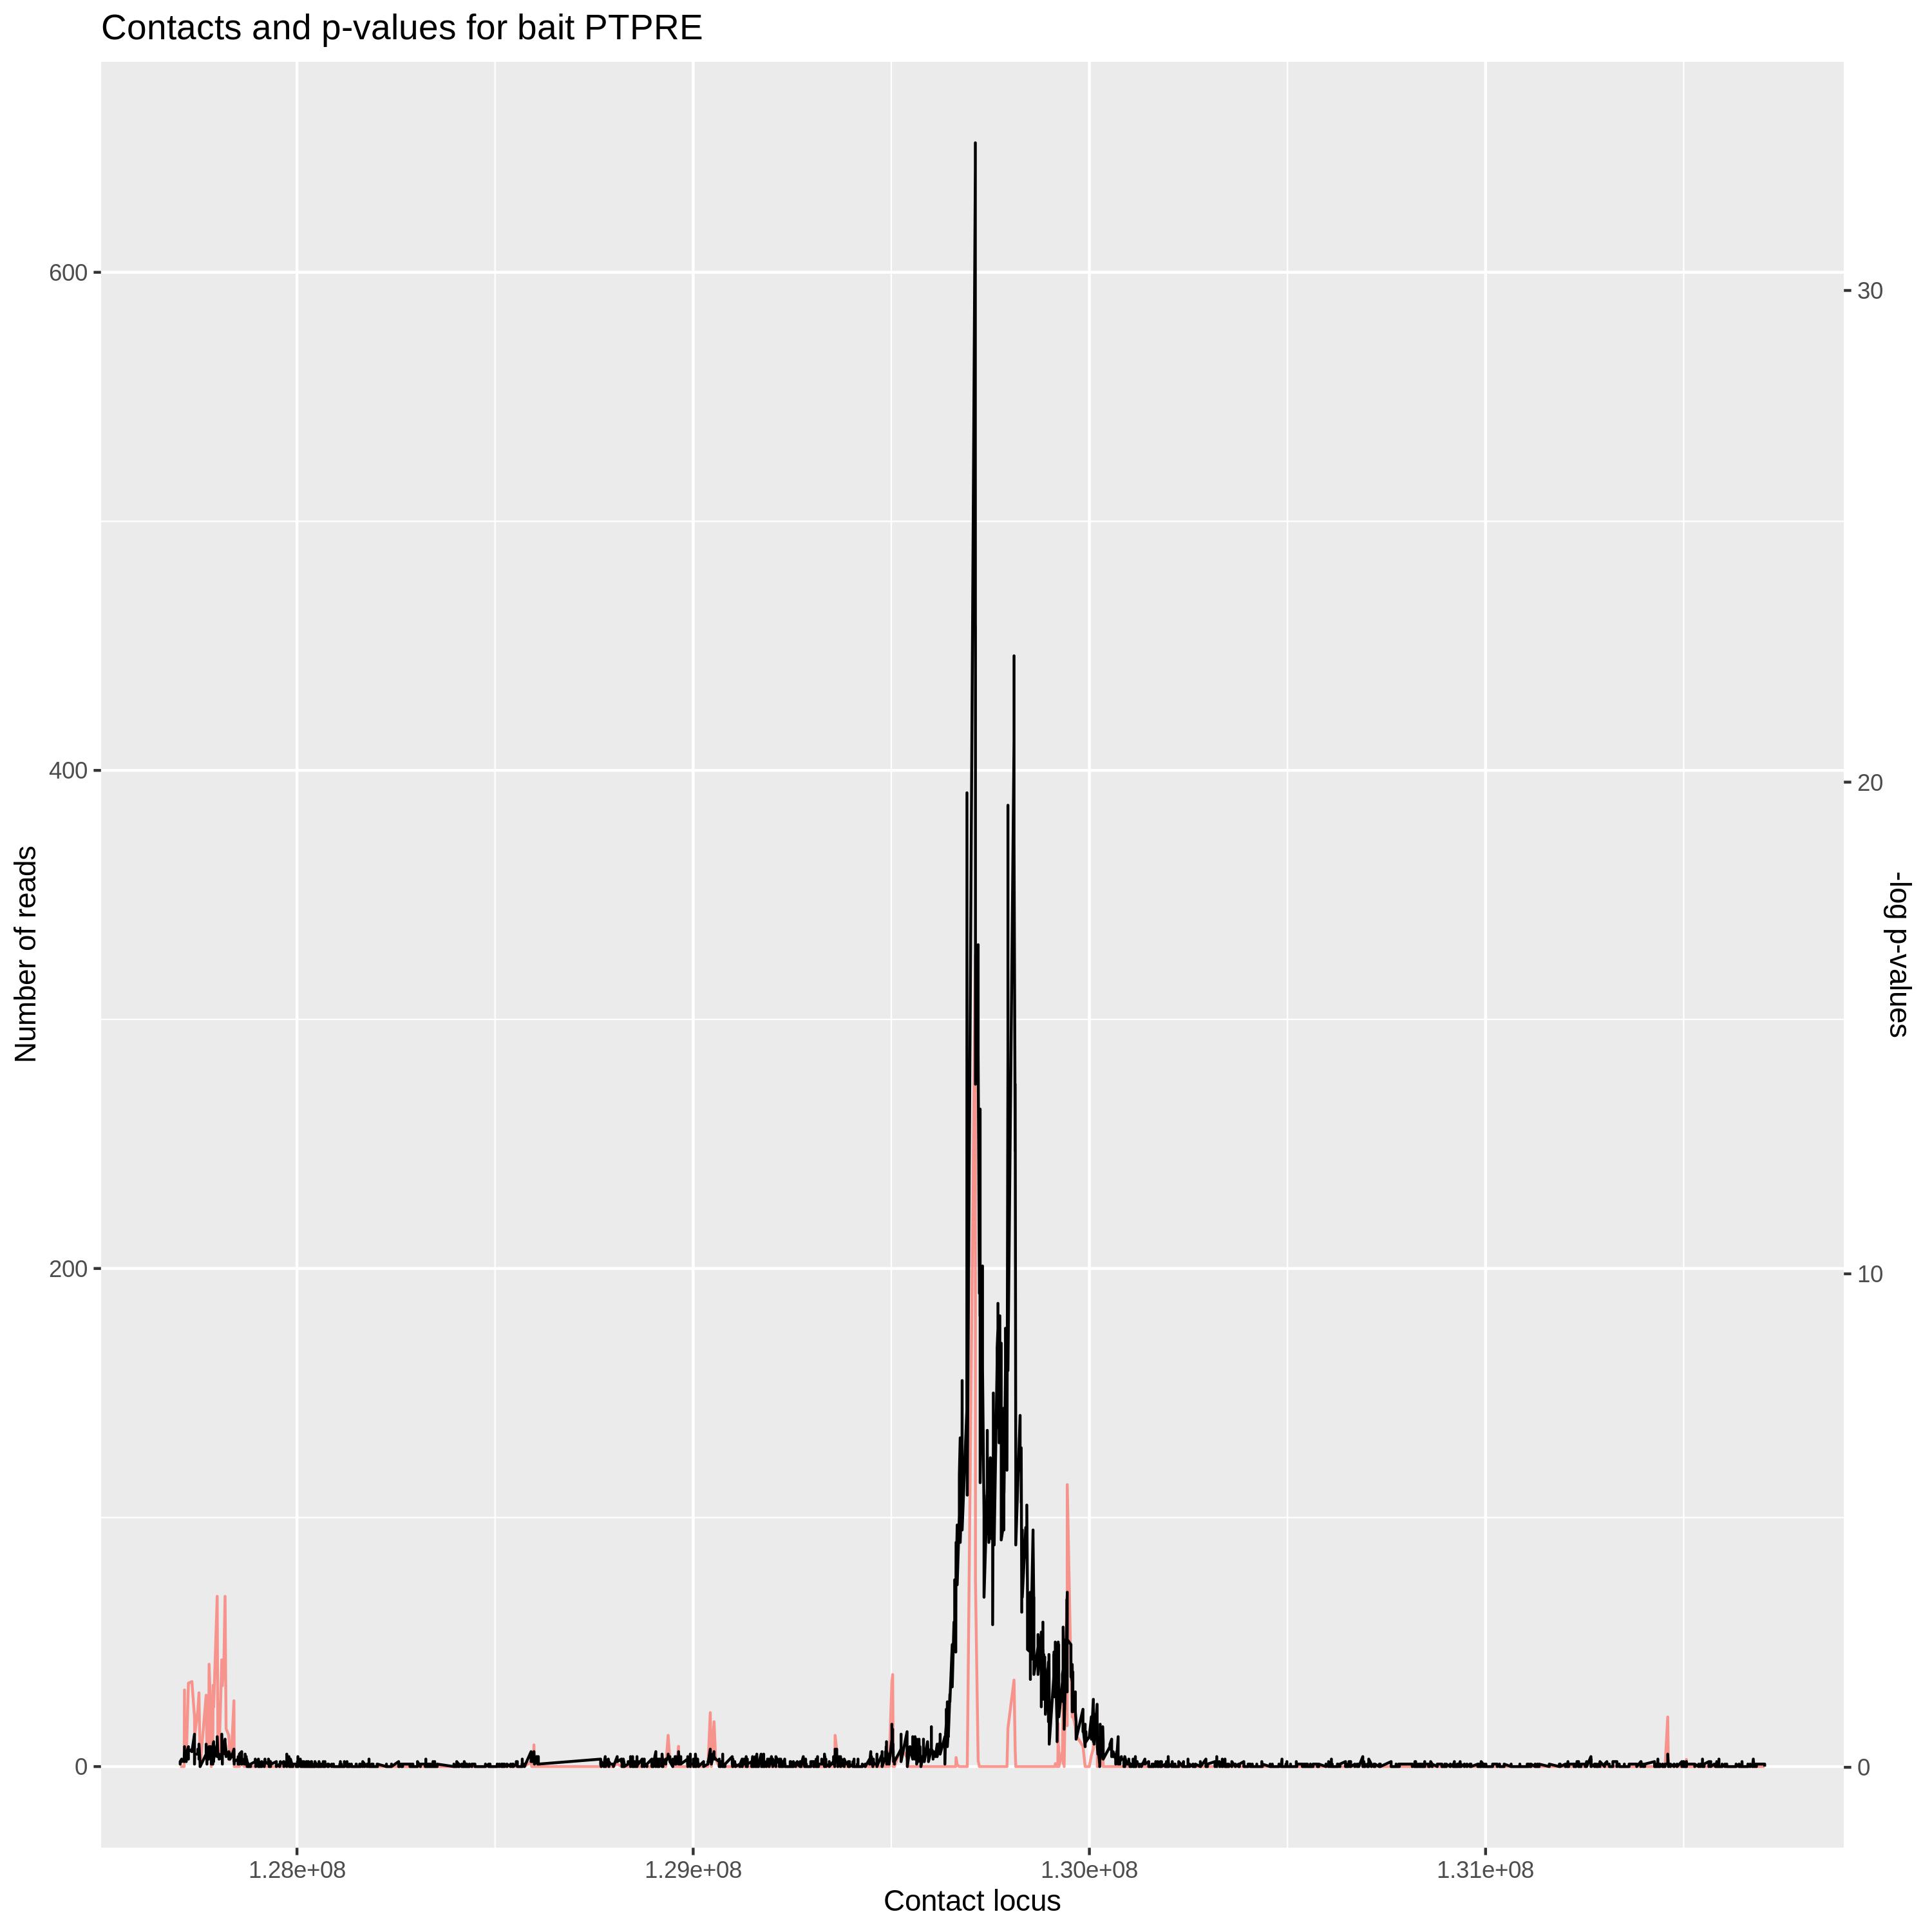 Contacts and p-values for bait PTPRE
600
400
200
0
30
20
10
0
Number of reads
-log p-values
1.28e+08
1.29e+08
1.30e+08
1.31e+08
Contact locus